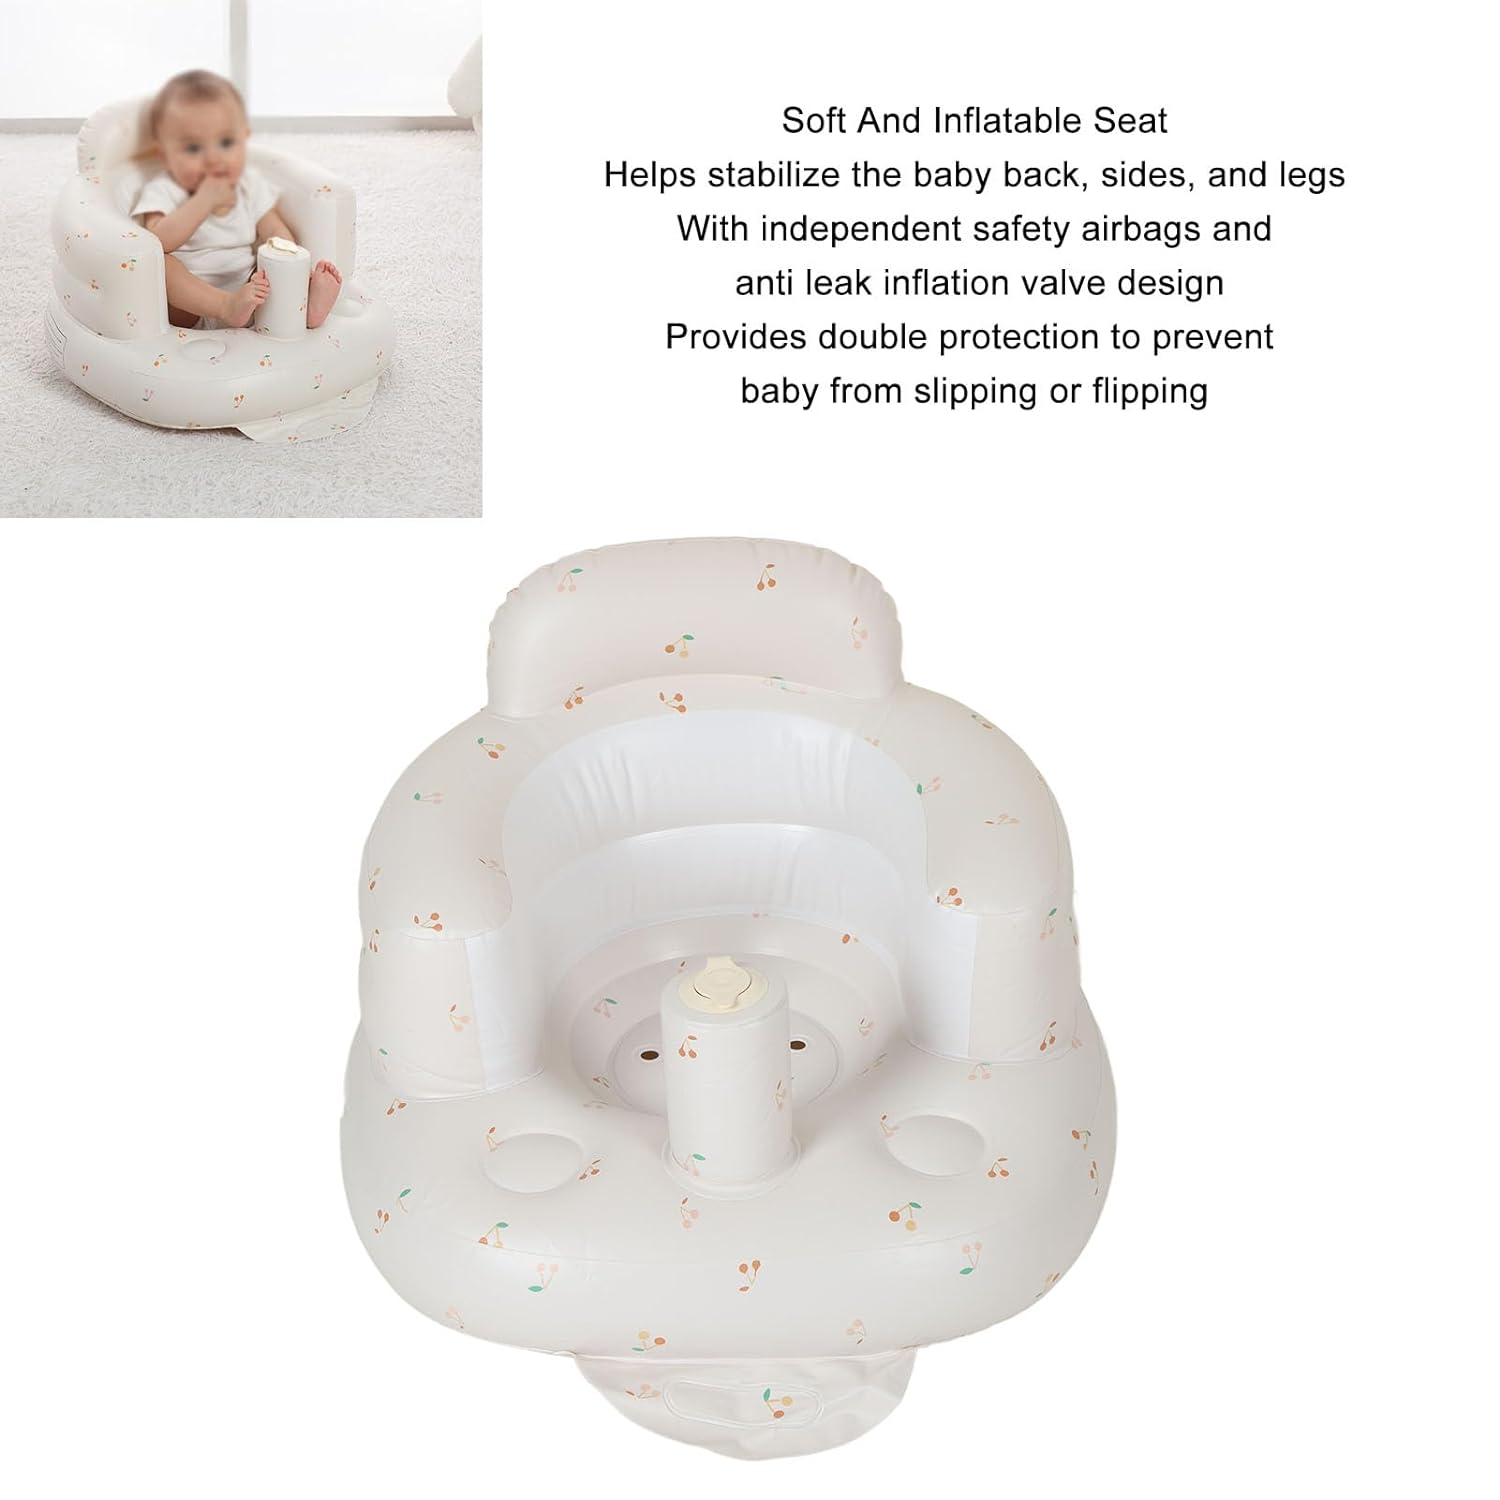 Soft And Inflatable Seat
Helps stabilize the baby back, sides, and legs
With independent safety airbags and
anti leak inflation valve design
Provides double protection to prevent
baby from slipping or flipping